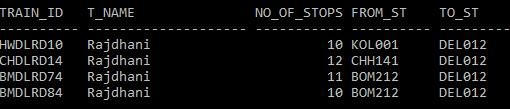 TRAIN_ID T_NAME NO_OF_STOPS FROM_ST TO_ST
---------- -------------------- ----------- ---------- ----------
HWDLRD10 Rajdhani 10 KOL001 DEL012
CHDLRD14 Rajdhani 12 CHH141 DEL012
BMDLRD74 Rajdhani 11 BOM212 DEL012
BMDLRD84 Rajdhani 10 BOM212 DEL012